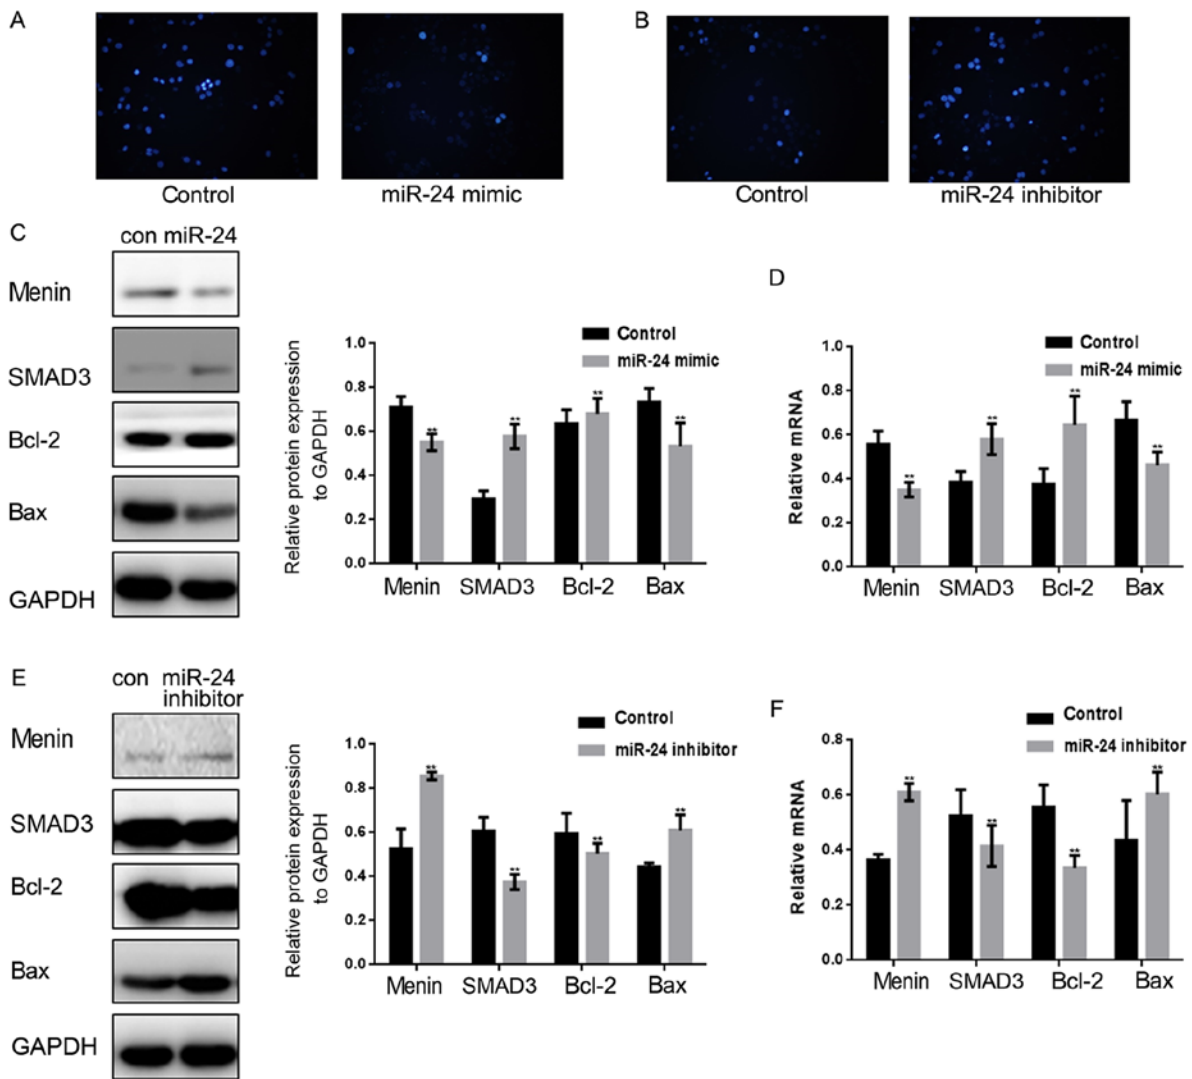 A
B
Control
miR-24 mimic
Control
miR-24 inhibitor
C
con miR-24
Menin
SMAD3
Bcl-2
Bax
GAPDH
Relative protein expression
to GAPDH
1.0
0.8
0.6
0.4
0.2
0.0
Control
miR-24 mimic
**
**
**
**
Menin
SMAD3
Bcl-2
Bax
D
Relative mRNA
1.0
0.8
0.6
0.4
0.2
0.0
Control
miR-24 mimic
**
**
**
**
Menin
SMAD3
Bcl-2
Bax
E
con
miR-24
inhibitor
Menin
SMAD3
Bcl-2
Bax
GAPDH
Relative protein expression
to GAPDH
1.0
0.8
0.6
0.4
0.2
0.0
Control
miR-24 inhibitor
**
**
**
**
Menin
SMAD3
Bcl-2
Bax
F
Relative mRNA
0.8
0.6
0.4
0.2
0.0
Control
miR-24 inhibitor
**
**
**
**
Menin
SMAD3
Bcl-2
Bax